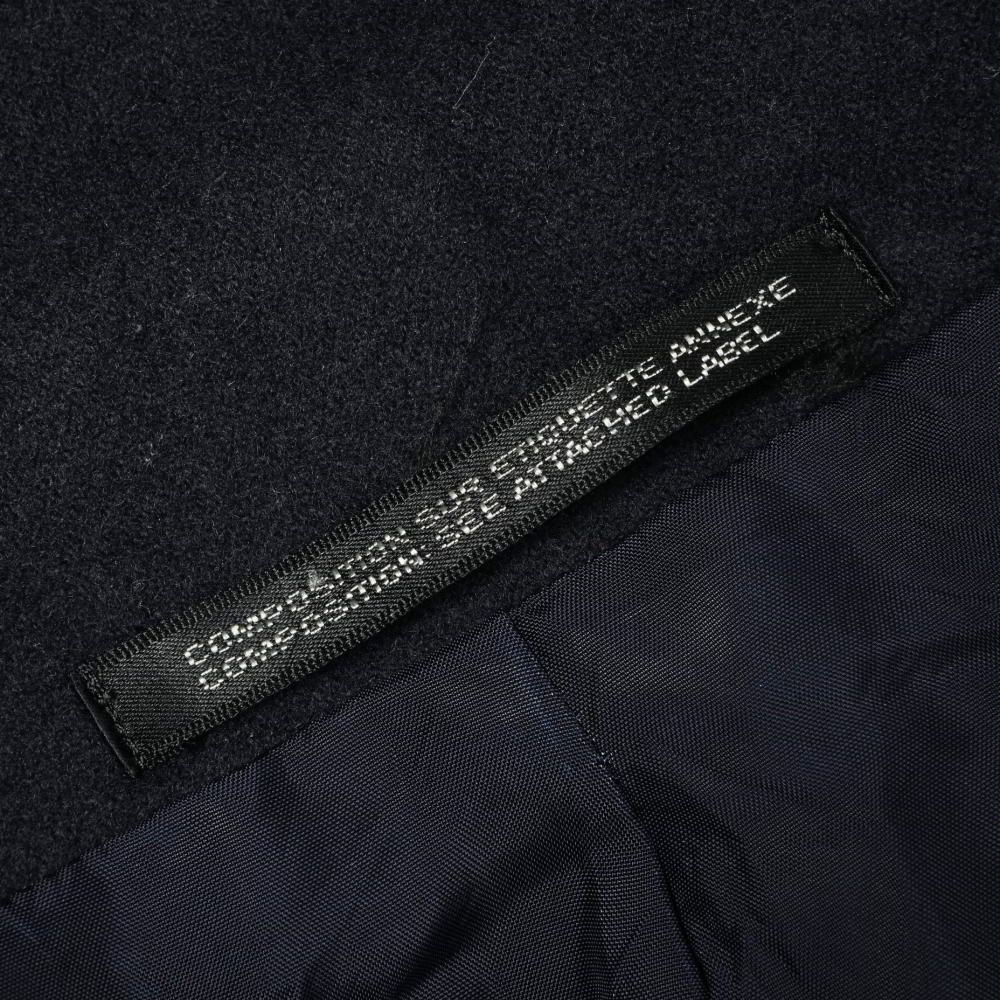 COMPOSITION SUR ETIQUETTE ANNEXE
COMPOSITION: SEE ATTACHED LABEL